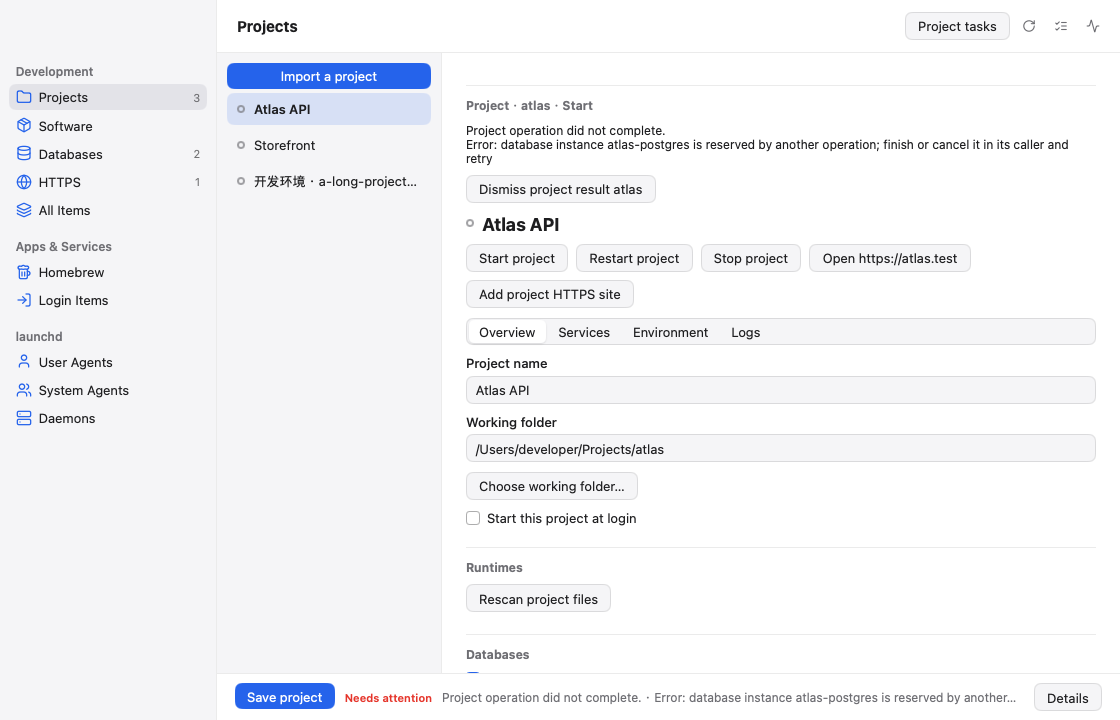 Projects
Project tasks
Development
Projects 3
Software
Databases 2
HTTPS 1
All Items
Apps & Services
Homebrew
Login Items
launchd
User Agents
System Agents
Daemons
Import a project
Atlas API
Storefront
开发环境 · a-long-project...
Project · atlas · Start
Project operation did not complete.
Error: database instance atlas-postgres is reserved by another operation; finish or cancel it in its caller and
retry
Dismiss project result atlas
Atlas API
Start project Restart project Stop project Open https://atlas.test
Add project HTTPS site
Overview Services Environment Logs
Project name
Atlas API
Working folder
/Users/developer/Projects/atlas
Choose working folder...
Start this project at login
Runtimes
Rescan project files
Databases
Save project Needs attention Project operation did not complete. · Error: database instance atlas-postgres is reserved by another... Details